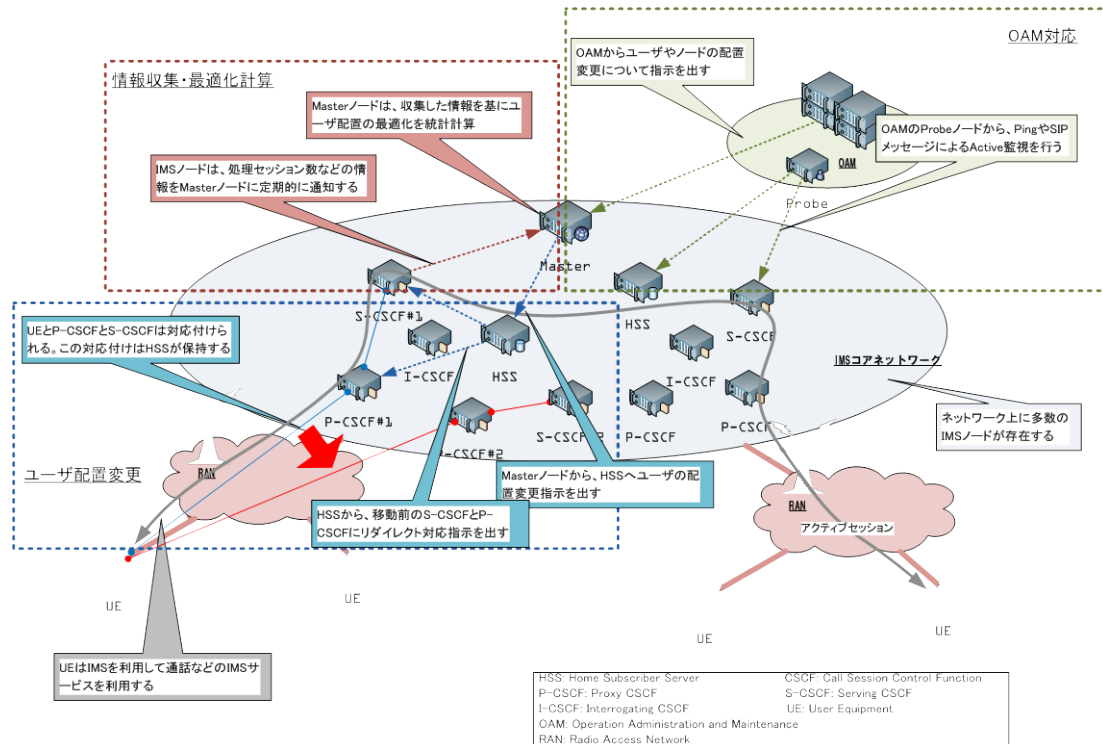 OAM対応
OAMからユーザやノードの配置
変更について指示を出す
情報収集・最適化計算
Masterノードは、収集した情報を基にユ
ーザ配置の最適化を統計計算
OAMのProbeノードから、PingやSIP
メッセージによるActive監視を行う
OAM
IMSノードは、処理セッション数などの情
報をMasterノードに定期的に通知する
Probe
Master
S-CSCF#1
HSS
S-CSCF
UEとP-CSCFとS-CSCFは対応付けら
れる。この対応付けはHSSが保持する
I-CSCF
HSS
I-CSCF
IMSコアネットワーク
P-CSCF#1
S-CSCF
P-CSCF
P-CSCF
ネットワーク上に多数の
IMSノードが存在する
-CSCF#2
ユーザ配置変更
RAN
Masterノードから、HSSへユーザの配
置変更指示を出す
HSSから、移動前のS-CSCFとP-
CSCFにリダイレクト対応指示を出す
RAN
アクティブセッション
UE
UE
UE
UE
UEはIMSを利用して通話などのIMSサ
ービスを利用する
HSS: Home Subscriber Server
CSCF: Call Session Control Function
P-CSCF: Proxy CSCF
S-CSCF: Serving CSCF
I-CSCF: Interrogating CSCF
UE: User Equipment
OAM: Operation Administration and Maintenance
RAN: Radio Access Network